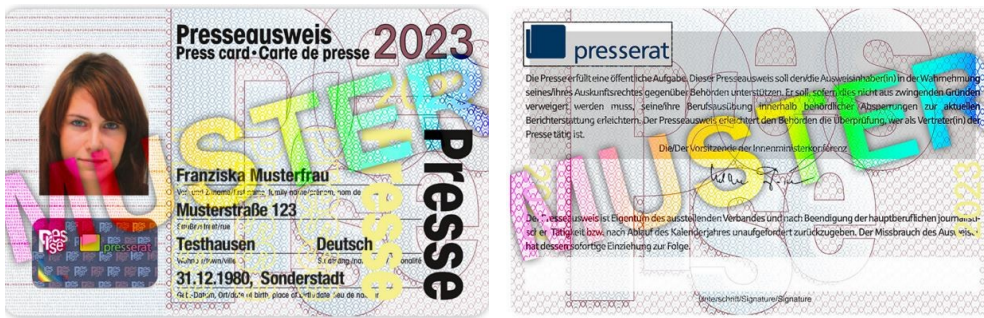 Presseausweis 2023
Press card·Carte de presse
MUSTER
Presse
Presse
Franziska Musterfrau
Musterstraße 123
Testhausen Deutsch
31.12.1980, Sonderstadt
Presse
presserat
presserat
Die Presse erfüllt eine öffentliche Aufgabe. Dieser Presseausweis soll den/die Ausweisinhaber(in) in der Wahrnehmung
seines/ihres Auskunftsrechtes gegenüber Behörden unterstützen. Er soll, sofern dies nicht aus zwingenden Gründen
verweigert werden muss, seine/ihre Berufsausübung innerhalb behördlicher Absperrungen zur aktuellen
Berichterstattung erleichtern. Der Presseausweis erleichtert den Behörden die Überprüfung, wer als Vertreter(in) der
Presse tätig ist.
Die/Der Vorsitzende der Innenministerkonferenz
MUSTER
Der Presseausweis ist Eigentum des ausstellenden Verbandes und nach Beendigung der hauptberuflichen journalisti-
scher Tätigkeit bzw. nach Ablauf des Kalenderjahres unaufgefordert zurückzugeben. Der Missbrauch des Ausweises
hat dessen sofortige Einziehung zur Folge.
Unterschrift/Signature/Signature